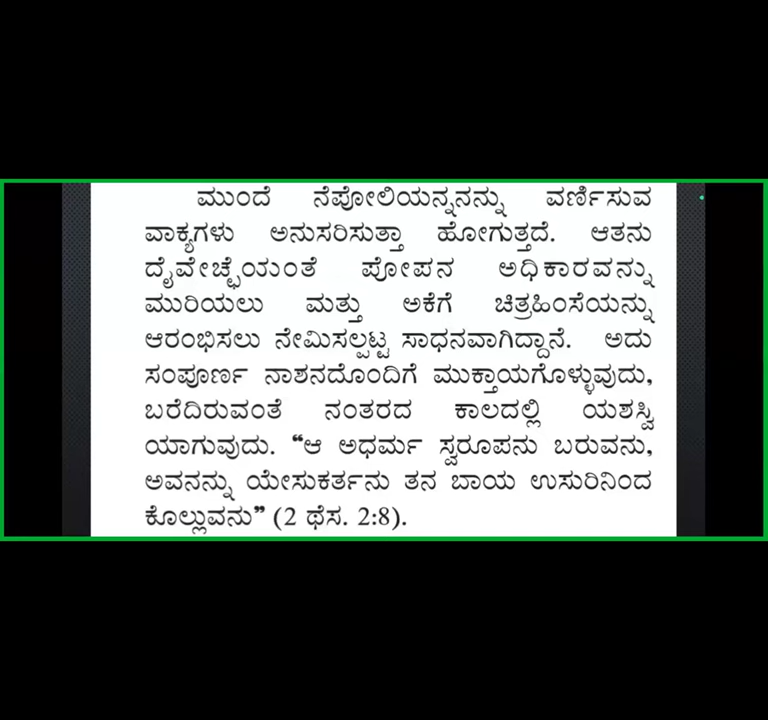 ಮುಂದೆ ನೆಪೋಲಿಯನ್ನನನ್ನು ವರ್ಣಿಸುವ
ವಾಕ್ಯಗಳು ಅನುಸರಿಸುತ್ತಾ ಹೋಗುತ್ತದೆ. ಆತನು
ದೈವೇಚ್ಛೆಯಂತೆ ಪೋಪನ ಅಧಿಕಾರವನ್ನು
ಮುರಿಯಲು ಮತ್ತು ಅಕೆಗೆ ಚಿತ್ರಹಿಂಸೆಯನ್ನು
ಆರಂಭಿಸಲು ನೇಮಿಸಲ್ಪಟ್ಟ ಸಾಧನವಾಗಿದ್ದಾನೆ. ಅದು
ಸಂಪೂರ್ಣ ನಾಶನದೊಂದಿಗೆ ಮುಕ್ತಾಯಗೊಳ್ಳುವುದು,
ಬರೆದಿರುವಂತೆ ನಂತರದ ಕಾಲದಲ್ಲಿ ಯಶಸ್ವಿ
ಯಾಗುವುದು. “ಆ ಅಧರ್ಮ ಸ್ವರೂಪನು ಬರುವನು,
ಅವನನ್ನು ಯೇಸುಕರ್ತನು ತನ ಬಾಯ ಉಸುರಿನಿಂದ
ಕೊಲ್ಲುವನು” (2 ಥೆಸ. 2:8).